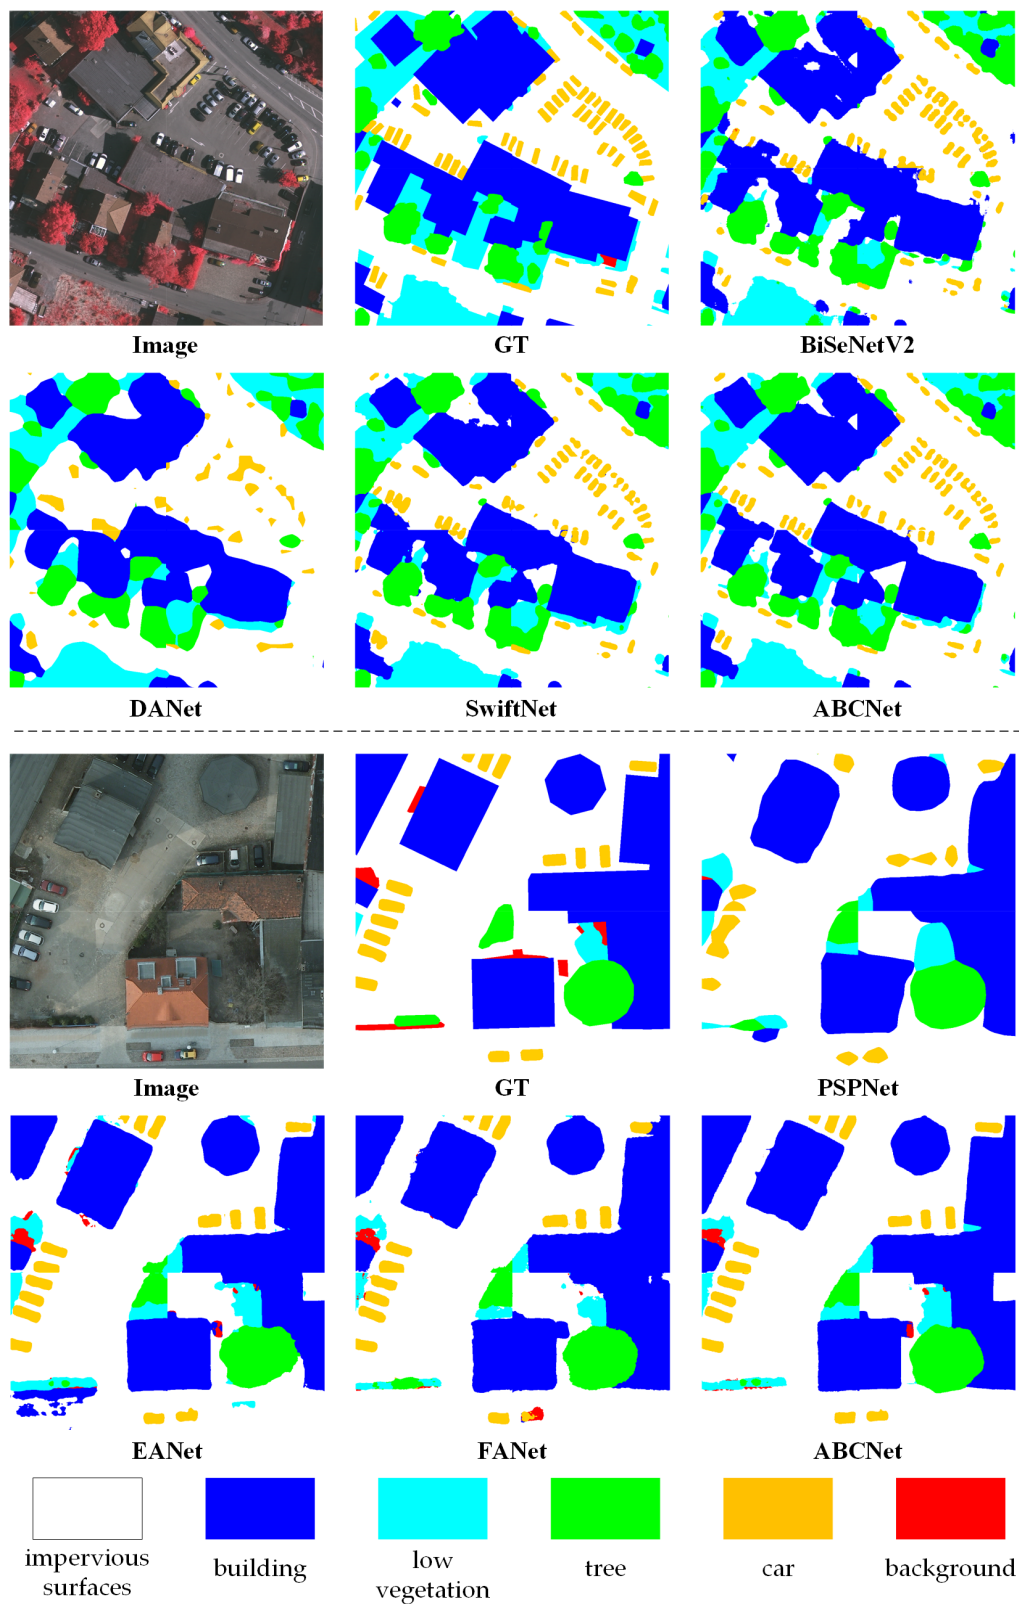 Image
GT
BiSeNetV2
DANet
SwiftNet
ABCNet
Image
GT
PSPNet
EANet
FANet
ABCNet
impervious
surfaces
building
low
vegetation
tree
car
background